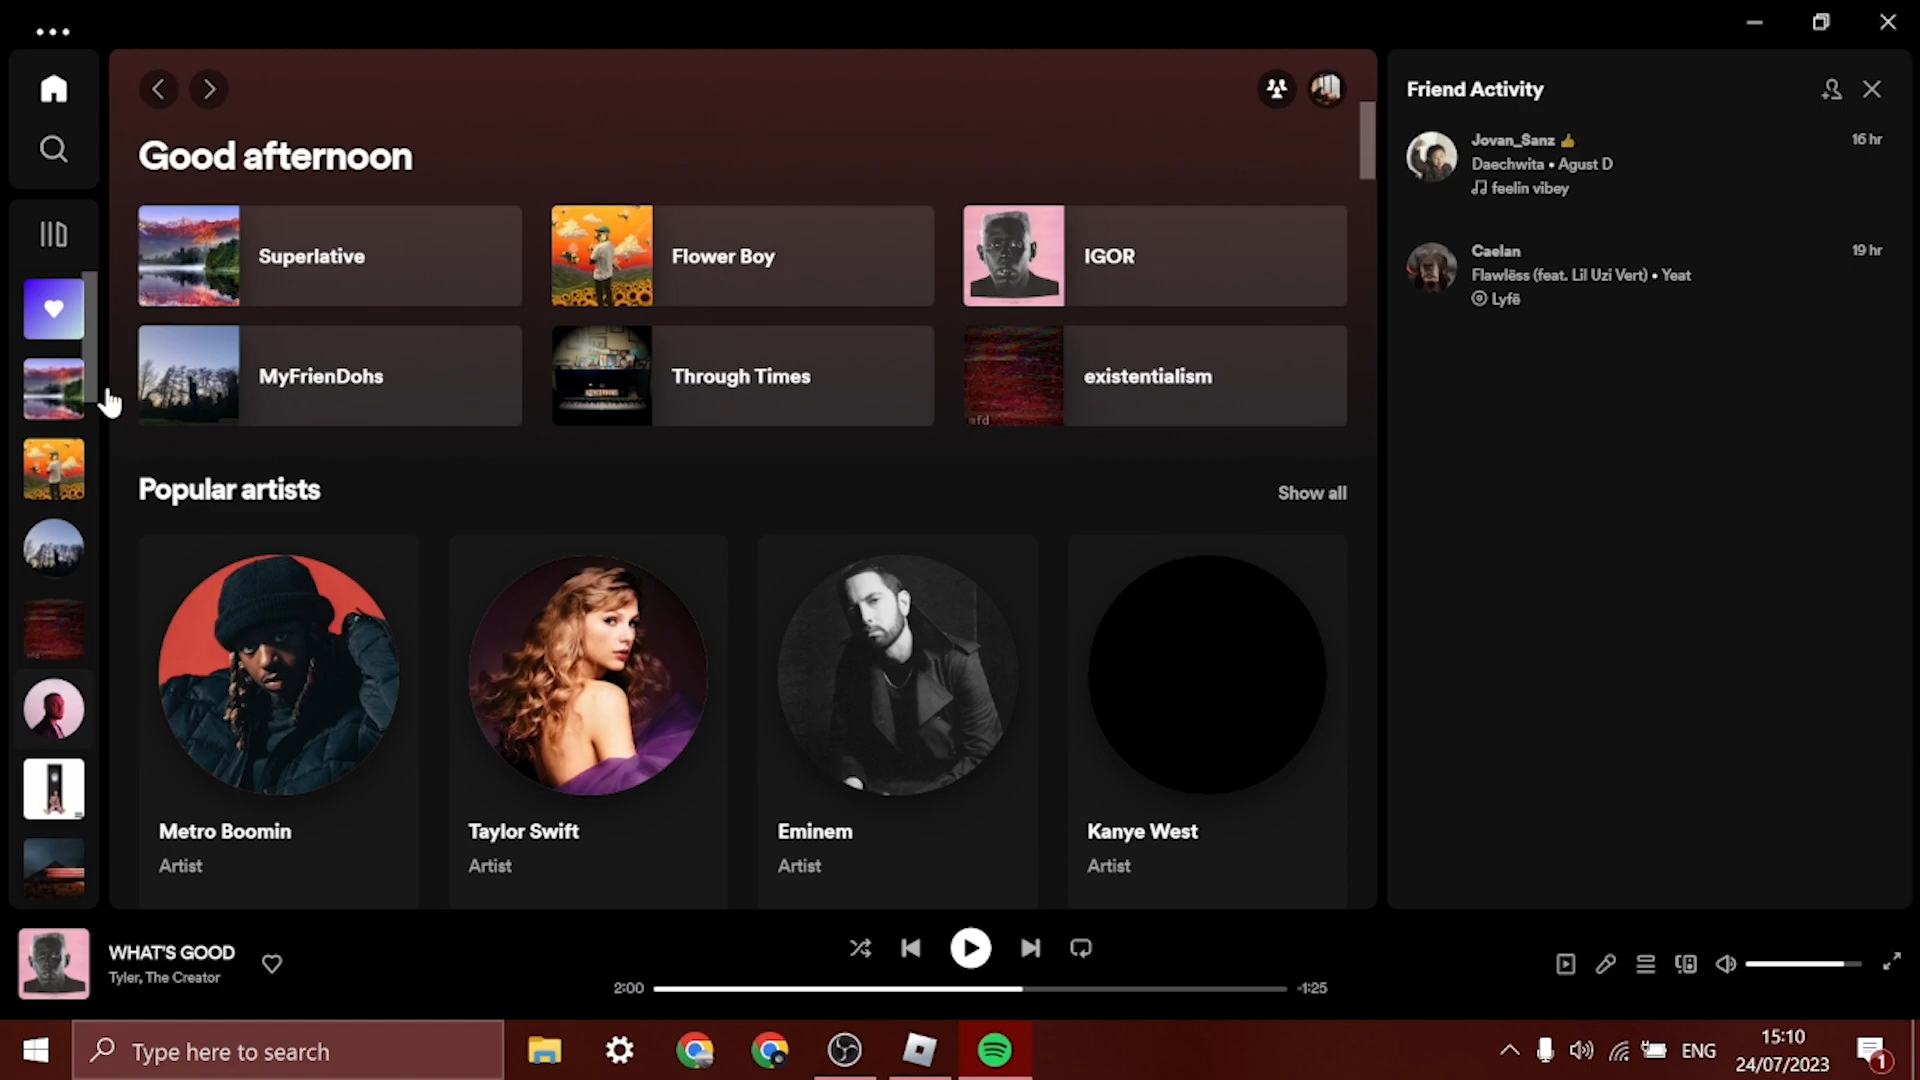 Good afternoon
Superlative
Flower Boy
IGOR
MyFrienDohs
Through Times
existentialism
mfd
Popular artists
Show all
Metro Boomin
Artist
Taylor Swift
Artist
Eminem
Artist
Kanye West
Artist
Friend Activity
Jovan_Sanz 👍
16 hr
Daechwita • Agust D
feelin vibey
Caelan
19 hr
Flawlëss (feat. Lil Uzi Vert) • Yeat
Lyfë
WHAT'S GOOD
Tyler, The Creator
2:00
-1:25
Type here to search
ENG
15:10
24/07/2023
1